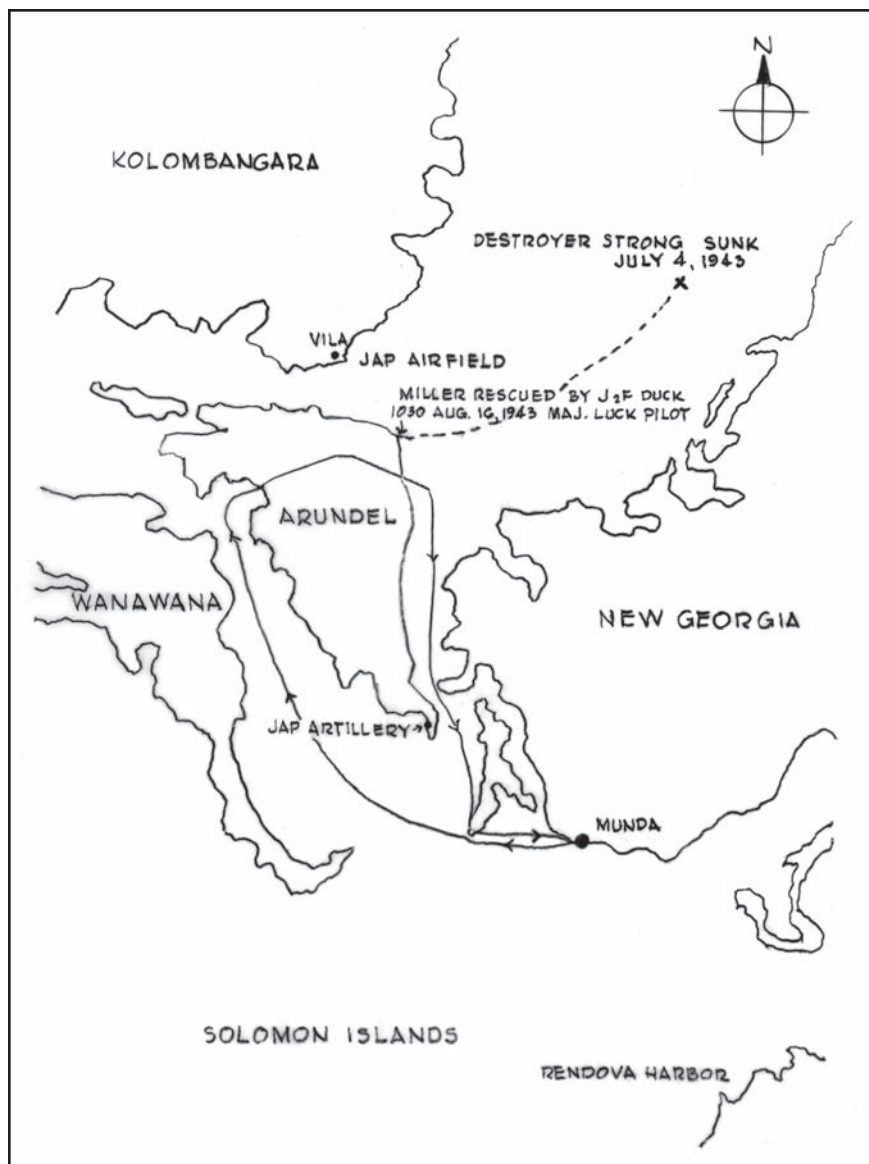 N
KOLOMBANGARA
DESTROYER STRONG SUNK
JULY 4, 1943
X
VILA
JAP AIRFIELD
MILLER RESCUED BY J2F DUCK
1030 AUG. 16, 1943 MAJ. LUCK PILOT
ARUNDEL
WANAWANA
NEW GEORGIA
JAP ARTILLERY
MUNDA
SOLOMON ISLANDS
RENDOVA HARBOR